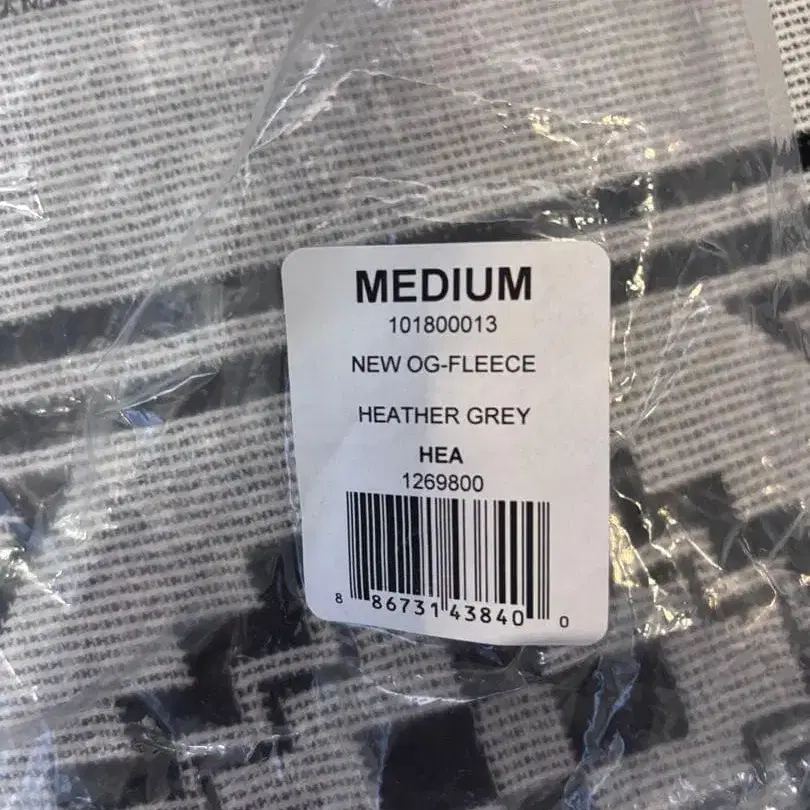 MEDIUM
101800013
NEW OG-FLEECE
HEATHER GREY
HEA
1269800
8 86731 43840 0